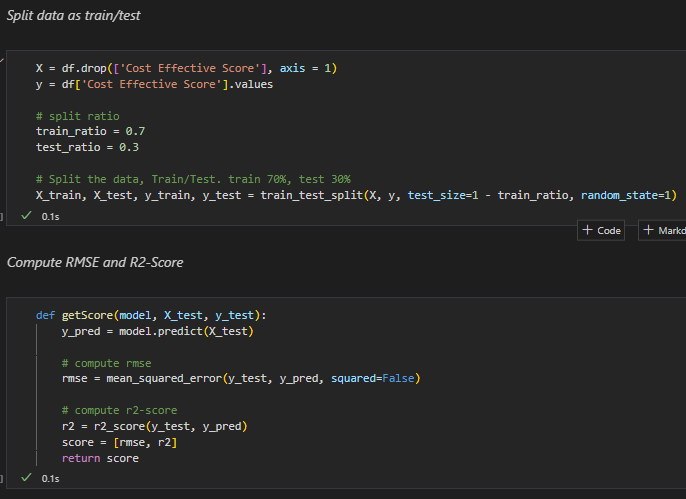 Split data as train/test
X = df.drop(['Cost Effective Score'], axis = 1)
y = df['Cost Effective Score'].values
# split ratio
train_ratio = 0.7
test_ratio = 0.3
# Split the data, Train/Test. train 70%, test 30%
X_train, X_test, y_train, y_test = train_test_split(X, y, test_size=1 - train_ratio, random_state=1)
] ✓ 0.1s
+ Code + Markd
Compute RMSE and R2-Score
def getScore(model, X_test, y_test):
    y_pred = model.predict(X_test)
    # compute rmse
    rmse = mean_squared_error(y_test, y_pred, squared=False)
    # compute r2-score
    r2 = r2_score(y_test, y_pred)
    score = [rmse, r2]
    return score
] ✓ 0.1s